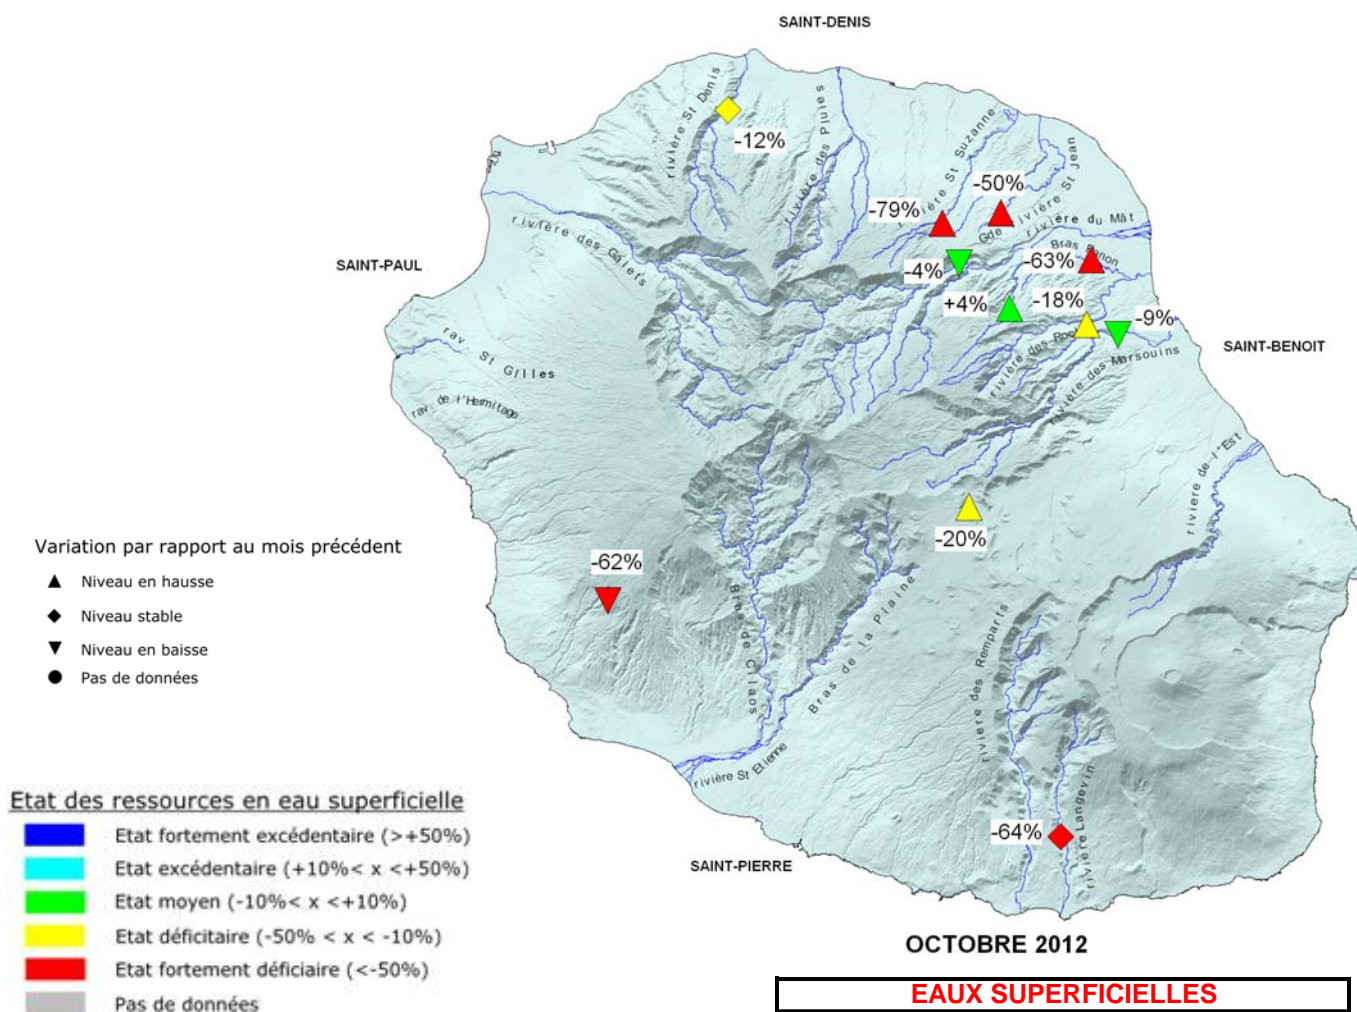 SAINT-DENIS
rivière St Denis
-12%
rivière des Pluies
rivière St Suzanne
-50%
Gde rivière St Jean
-79%
rivière du Mât
rivière des Galets
SAINT-PAUL
Bras Panon
-63%
-4%
+4%
-18%
-9%
SAINT-BENOIT
rivière des Roches
rivière des Marsouins
rav. St Gilles
rav. de l'Hermitage
rivière de l'Est
-20%
Variation par rapport au mois précédent
Niveau en hausse
Niveau stable
Niveau en baisse
Pas de données
-62%
Bras de Cilaos
Bras de la Plaine
rivière des Remparts
rivière St Etienne
rivière Langevin
-64%
SAINT-PIERRE
Etat des ressources en eau superficielle
Etat fortement excédentaire (>+50%)
Etat excédentaire (+10%< x <+50%)
Etat moyen (-10%< x <+10%)
Etat déficitaire (-50% < x < -10%)
Etat fortement déficiaire (<-50%)
Pas de données
OCTOBRE 2012
EAUX SUPERFICIELLES